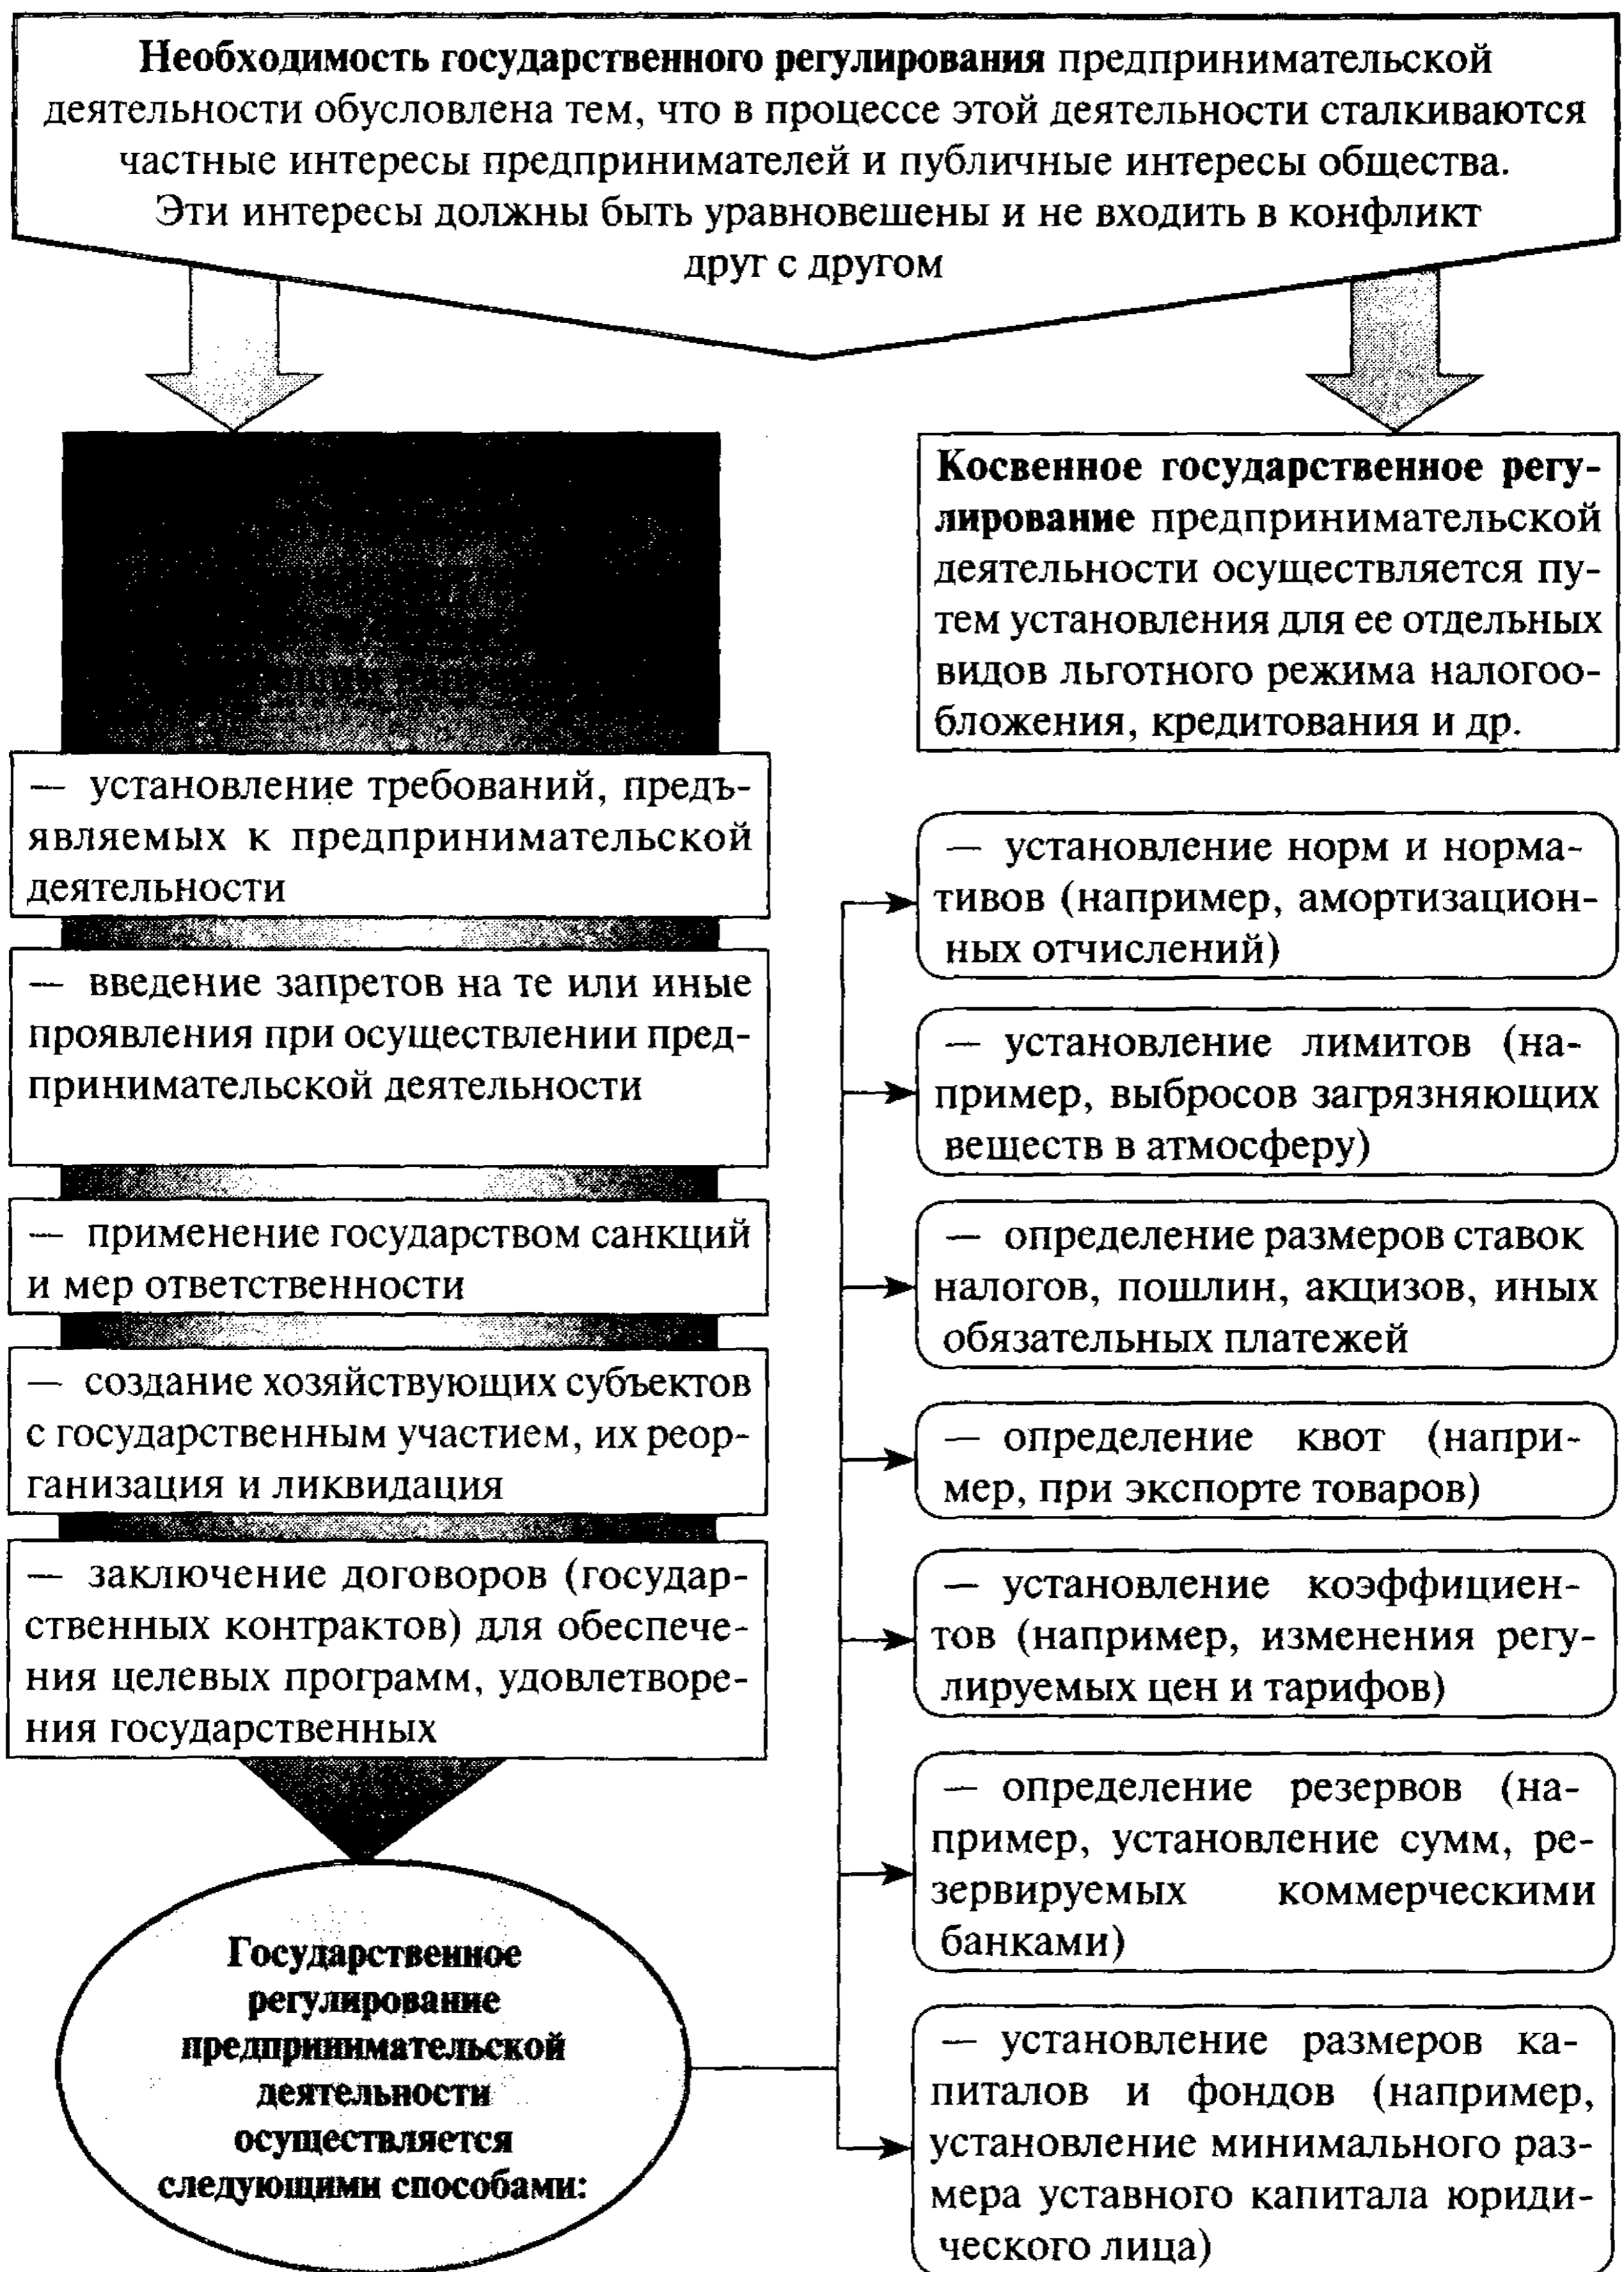 Необходимость государственного регулирования предпринимательской
деятельности обусловлена тем, что в процессе этой деятельности сталкиваются
частные интересы предпринимателей и публичные интересы общества.
Эти интересы должны быть уравновешены и не входить в конфликт
друг с другом
Косвенное государственное регу-
лирование предпринимательской
деятельности осуществляется пу-
тем установления для ее отдельных
видов льготного режима налогоо-
бложения, кредитования и др.
— установление требований, предъ-
являемых к предпринимательской
деятельности
— введение запретов на те или иные
проявления при осуществлении пред-
принимательской деятельности
— применение государством санкций
и мер ответственности
— создание хозяйствующих субъектов
с государственным участием, их реор-
ганизация и ликвидация
— заключение договоров (государ-
ственных контрактов) для обеспече-
ния целевых программ, удовлетворе-
ния государственных
Государственное
регулирование
предпринимательской
деятельности
осуществляется
следующими способами:
— установление норм и норма-
тивов (например, амортизацион-
ных отчислений)
— установление лимитов (на-
пример, выбросов загрязняющих
веществ в атмосферу)
— определение размеров ставок
налогов, пошлин, акцизов, иных
обязательных платежей
— определение квот (напри-
мер, при экспорте товаров)
— установление коэффициен-
тов (например, изменения регу-
лируемых цен и тарифов)
— определение резервов (на-
пример, установление сумм, ре-
зервируемых коммерческими
банками)
— установление размеров ка-
питалов и фондов (например,
установление минимального раз-
мера уставного капитала юриди-
ческого лица)